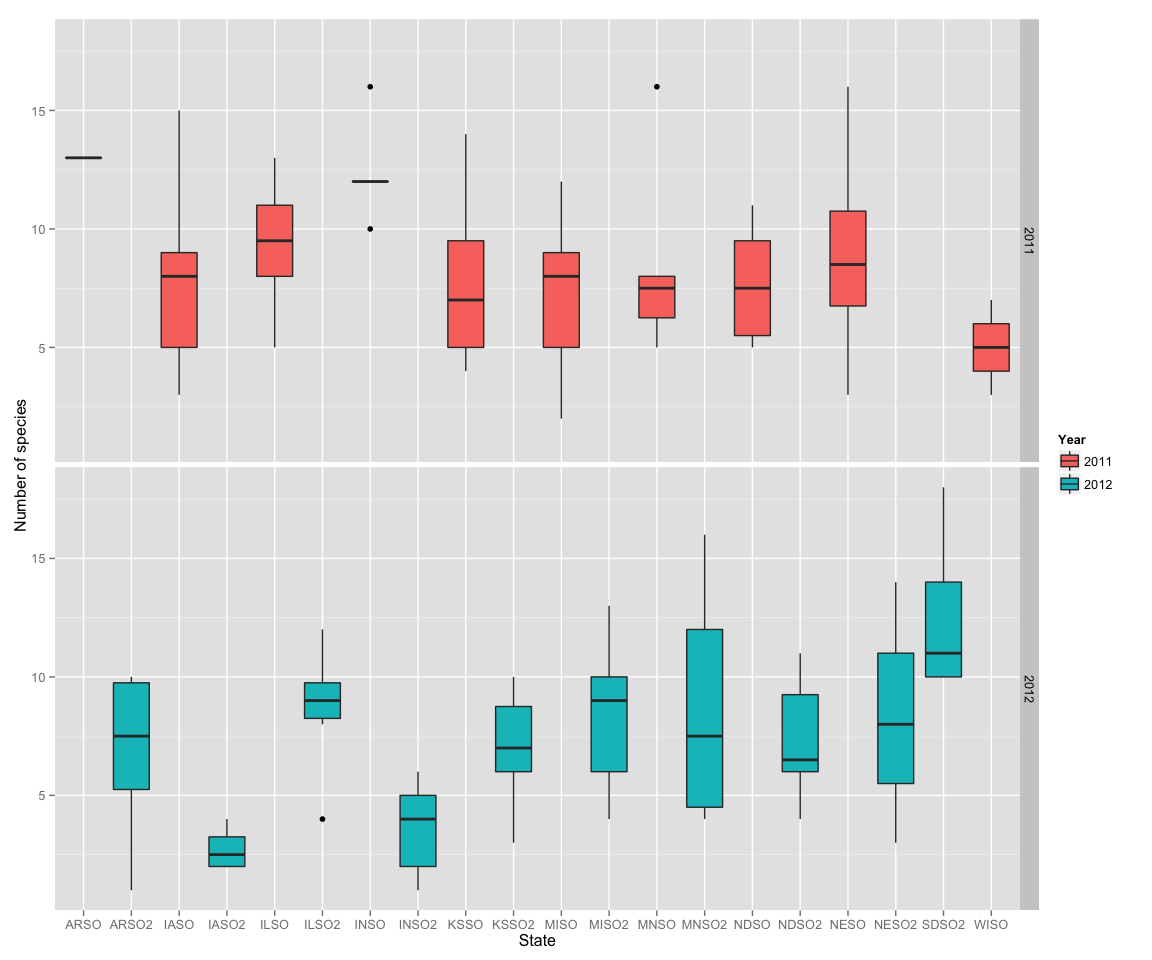 15
10
5
2011
Number of species
15
10
5
2012
Year
2011
2012
ARSO ARSO2 IASO IASO2 ILSO ILSO2 INSO INSO2 KSSO KSSO2 MISO MISO2 MNSO MNSO2 NDSO NDSO2 NESO NESO2 SDSO2 WISO
State